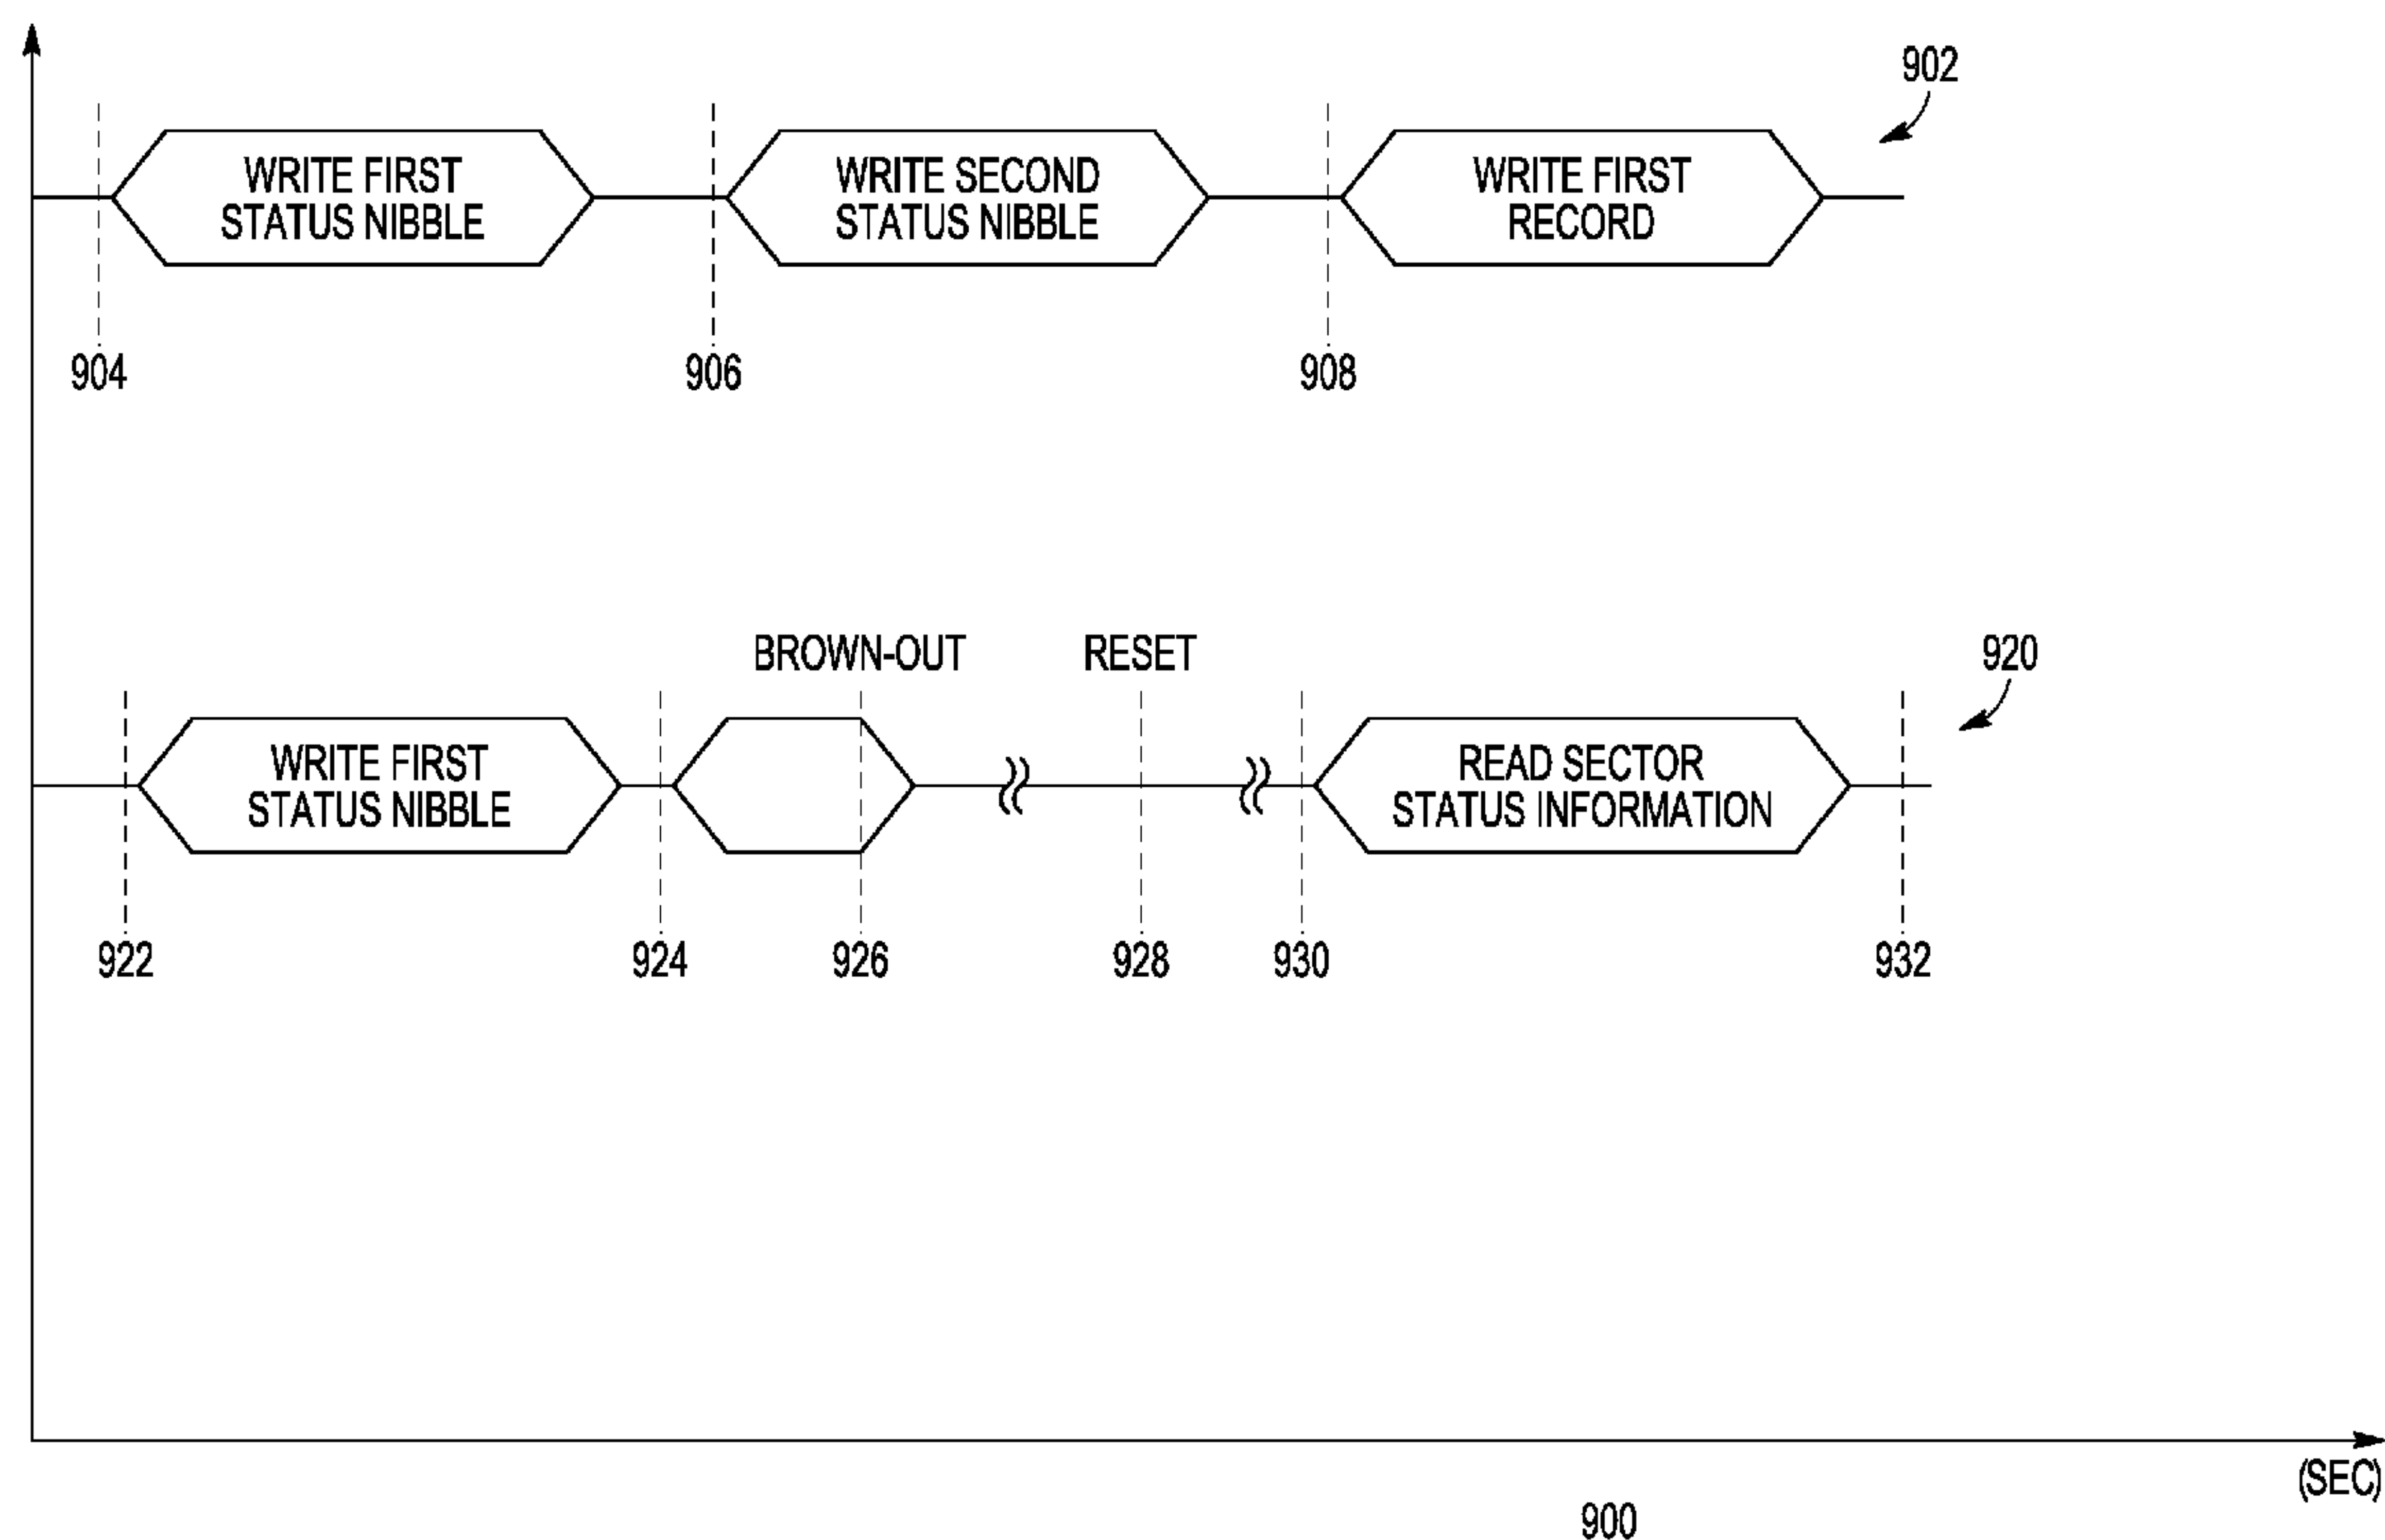 902
WRITE FIRST
STATUS NIBBLE
WRITE SECOND
STATUS NIBBLE
WRITE FIRST
RECORD
904
906
908
BROWN-OUT
RESET
920
WRITE FIRST
STATUS NIBBLE
READ SECTOR
STATUS INFORMATION
922
924
926
928
930
932
(SEC)
900